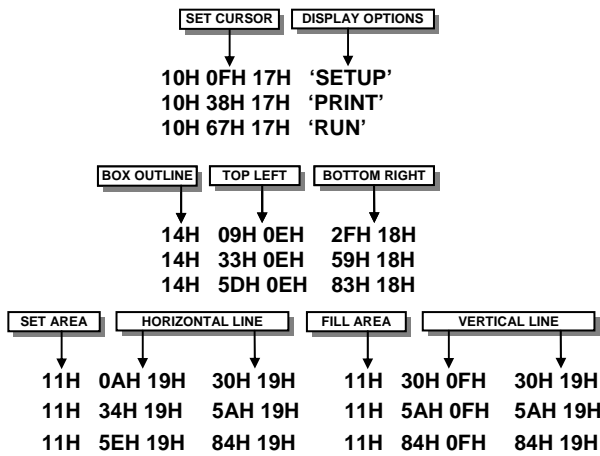 SET CURSOR DISPLAY OPTIONS
10H 0FH 17H ‘SETUP’
10H 38H 17H ‘PRINT’
10H 67H 17H ‘RUN’
BOX OUTLINE TOP LEFT BOTTOM RIGHT
14H 09H 0EH 2FH 18H
14H 33H 0EH 59H 18H
14H 5DH 0EH 83H 18H
SET AREA HORIZONTAL LINE FILL AREA VERTICAL LINE
11H 0AH 19H 30H 19H 11H 30H 0FH 30H 19H
11H 34H 19H 5AH 19H 11H 5AH 0FH 5AH 19H
11H 5EH 19H 84H 19H 11H 84H 0FH 84H 19H